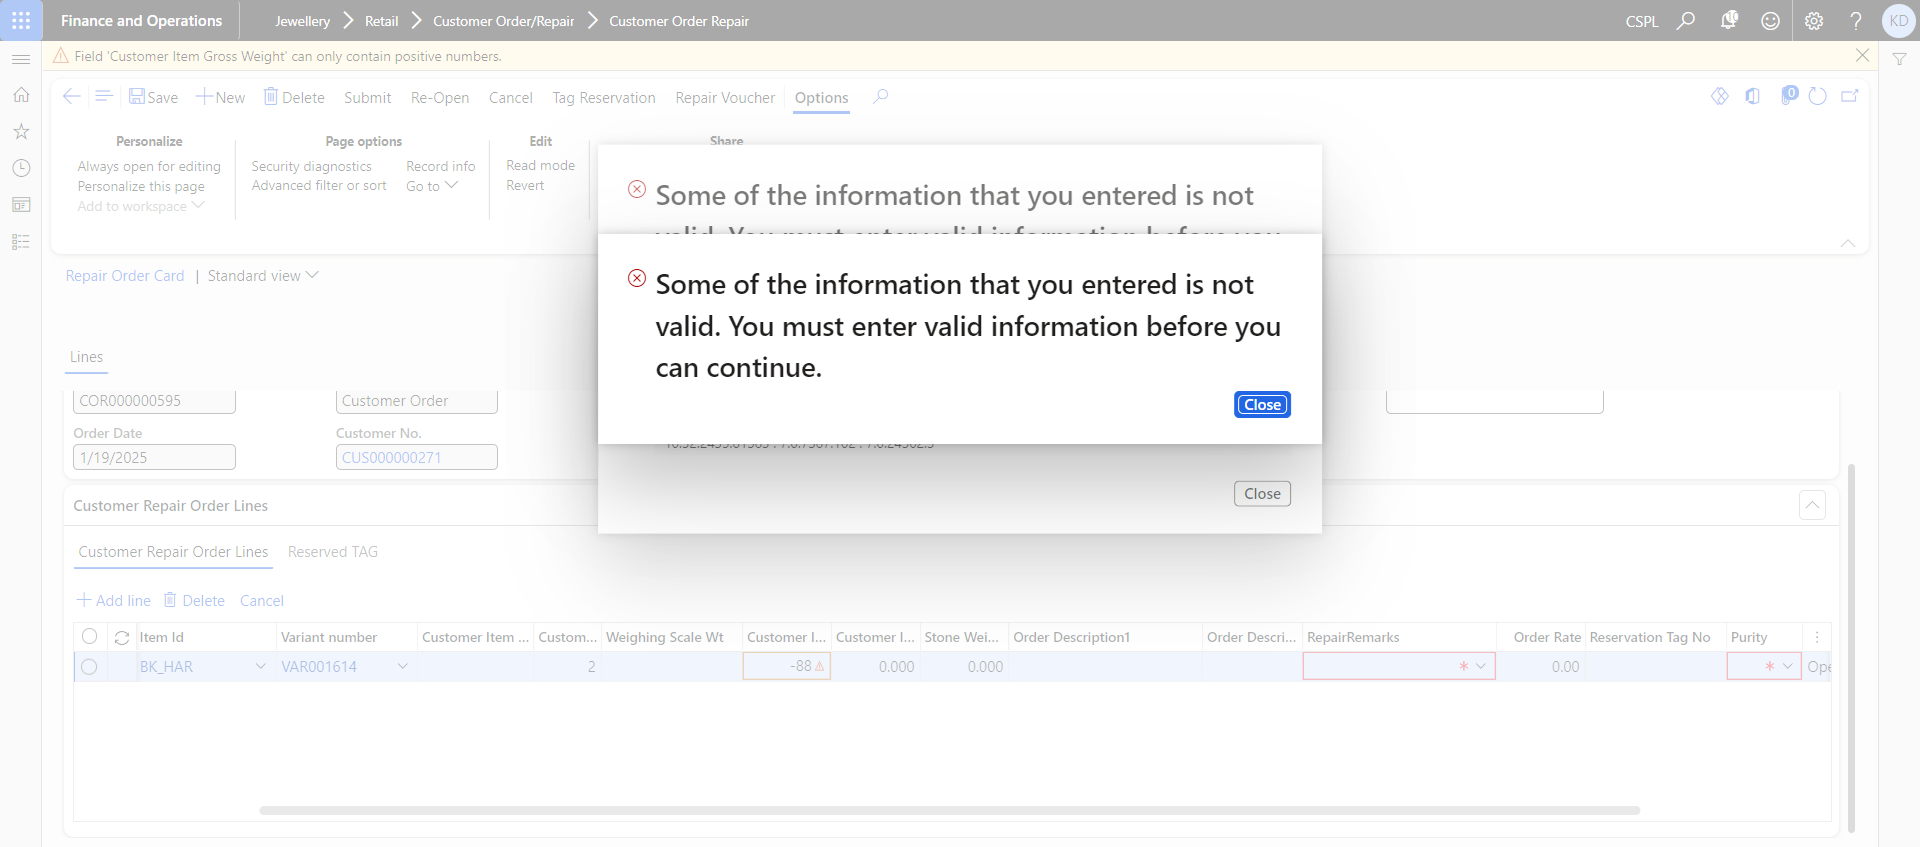 Finance and Operations
Jewellery
Retail
Customer Order/Repair
Customer Order Repair
CSPL
KD
Field 'Customer Item Gross Weight' can only contain positive numbers.
Save
New
Delete
Submit
Re-Open
Cancel
Tag Reservation
Repair Voucher
Options
0
Personalize
Always open for editing
Personalize this page
Add to workspace
Page options
Security diagnostics
Advanced filter or sort
Record info
Go to
Edit
Read mode
Revert
Share
Some of the information that you entered is not
valid. You must enter valid information before you
Some of the information that you entered is not
valid. You must enter valid information before you
can continue.
Close
Close
Repair Order Card | Standard view
Lines
COR000000595
Customer Order
Order Date
1/19/2025
Customer No.
CUS000000271
Customer Repair Order Lines
Customer Repair Order Lines
Reserved TAG
Add line
Delete
Cancel
Item Id
Variant number
Customer Item ...
Custom...
Weighing Scale Wt
Customer I...
Customer I...
Stone Wei...
Order Description1
Order Descri...
RepairRemarks
Order Rate
Reservation Tag No
Purity
BK_HAR
VAR001614
2
-88
0.000
0.000
*
0.00
*
Ope